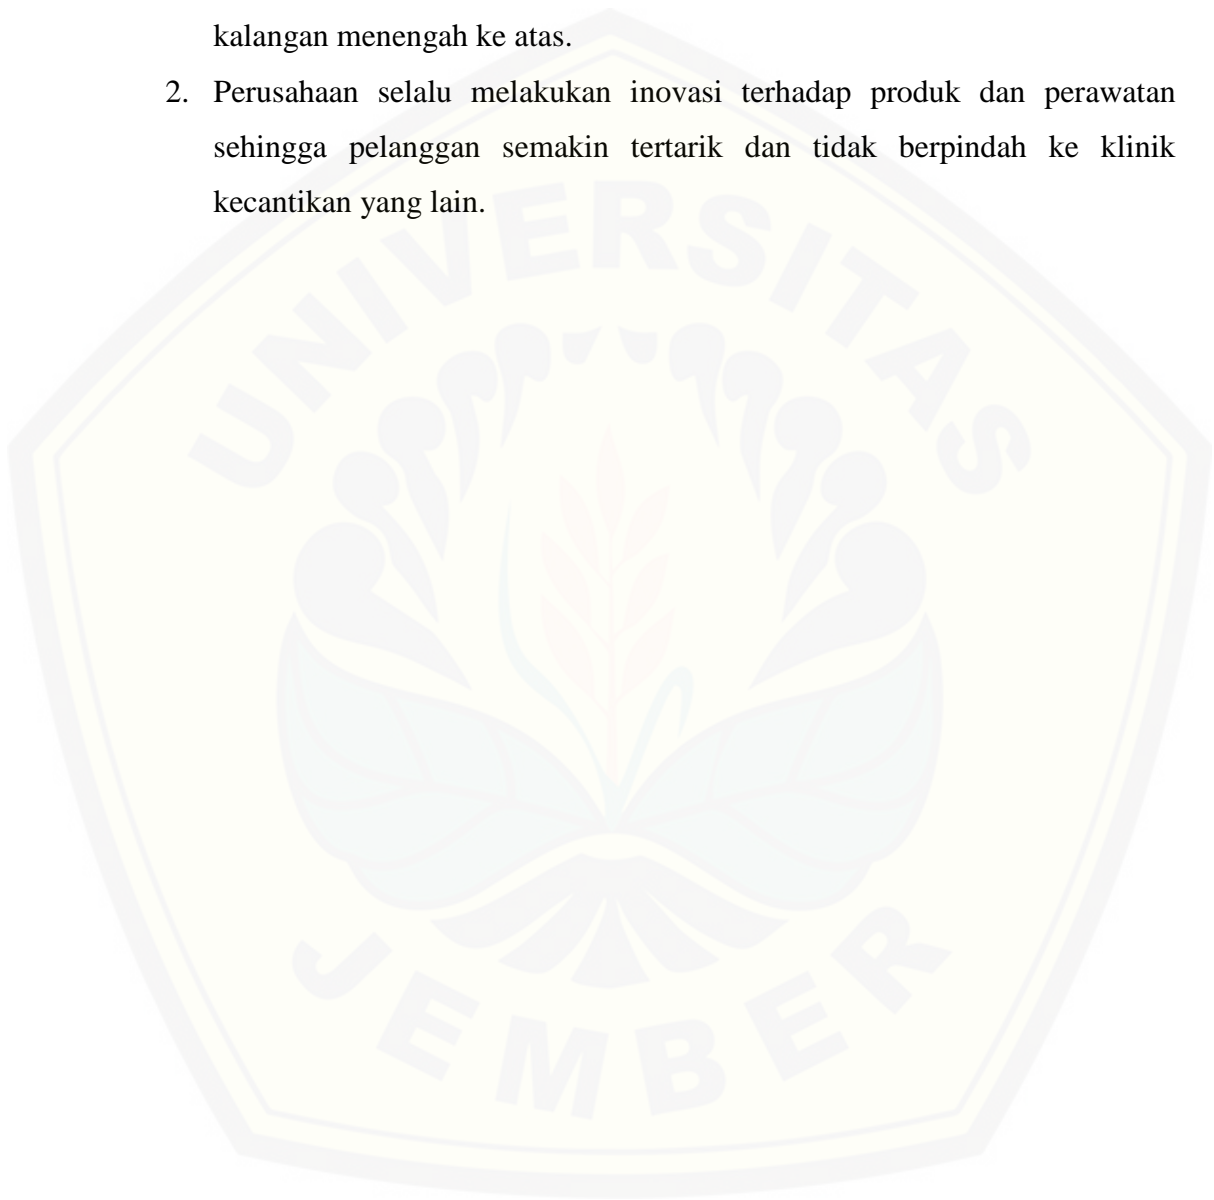 kalangan menengah ke atas.
2. Perusahaan selalu melakukan inovasi terhadap produk dan perawatan
sehingga pelanggan semakin tertarik dan tidak berpindah ke klinik
kecantikan yang lain.
UNIVERSITAS
JEMBER